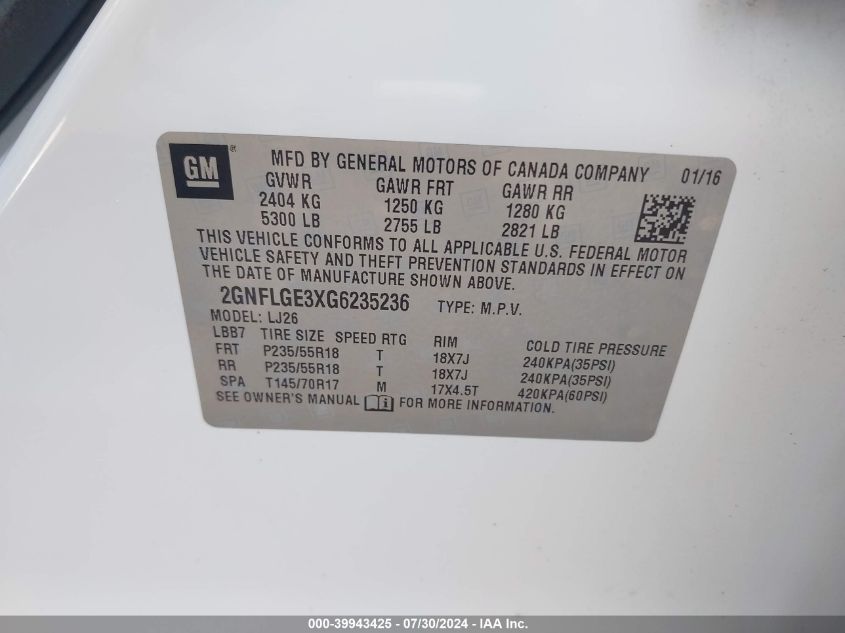 GM ® MFD BY GENERAL MOTORS OF CANADA COMPANY 01/16
GVWR GAWR FRT GAWR RR
2404 KG 1250 KG 1280 KG
5300 LB 2755 LB 2821 LB
THIS VEHICLE CONFORMS TO ALL APPLICABLE U.S. FEDERAL MOTOR
VEHICLE SAFETY AND THEFT PREVENTION STANDARDS IN EFFECT ON
THE DATE OF MANUFACTURE SHOWN ABOVE.
2GNFLGE3XG6235236 TYPE: M.P.V.
MODEL: LJ26
LBB7 TIRE SIZE SPEED RTG RIM COLD TIRE PRESSURE
FRT P235/55R18 T 18X7J 240KPA(35PSI)
RR P235/55R18 T 18X7J 240KPA(35PSI)
SPA T145/70R17 M 17X4.5T 420KPA(60PSI)
SEE OWNER'S MANUAL i FOR MORE INFORMATION.
000-39943425 - 07/30/2024 - IAA Inc.